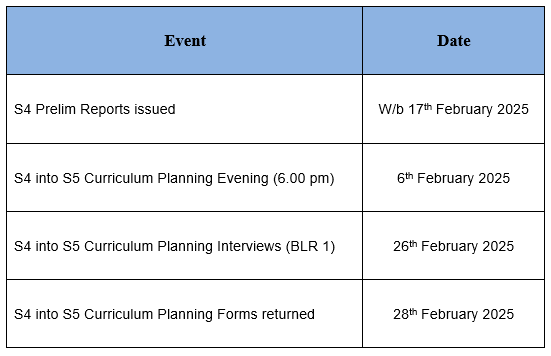 Event Date
S4 Prelim Reports issued W/b 17th February 2025
S4 into S5 Curriculum Planning Evening (6.00 pm) 6th February 2025
S4 into S5 Curriculum Planning Interviews (BLR 1) 26th February 2025
S4 into S5 Curriculum Planning Forms returned 28th February 2025